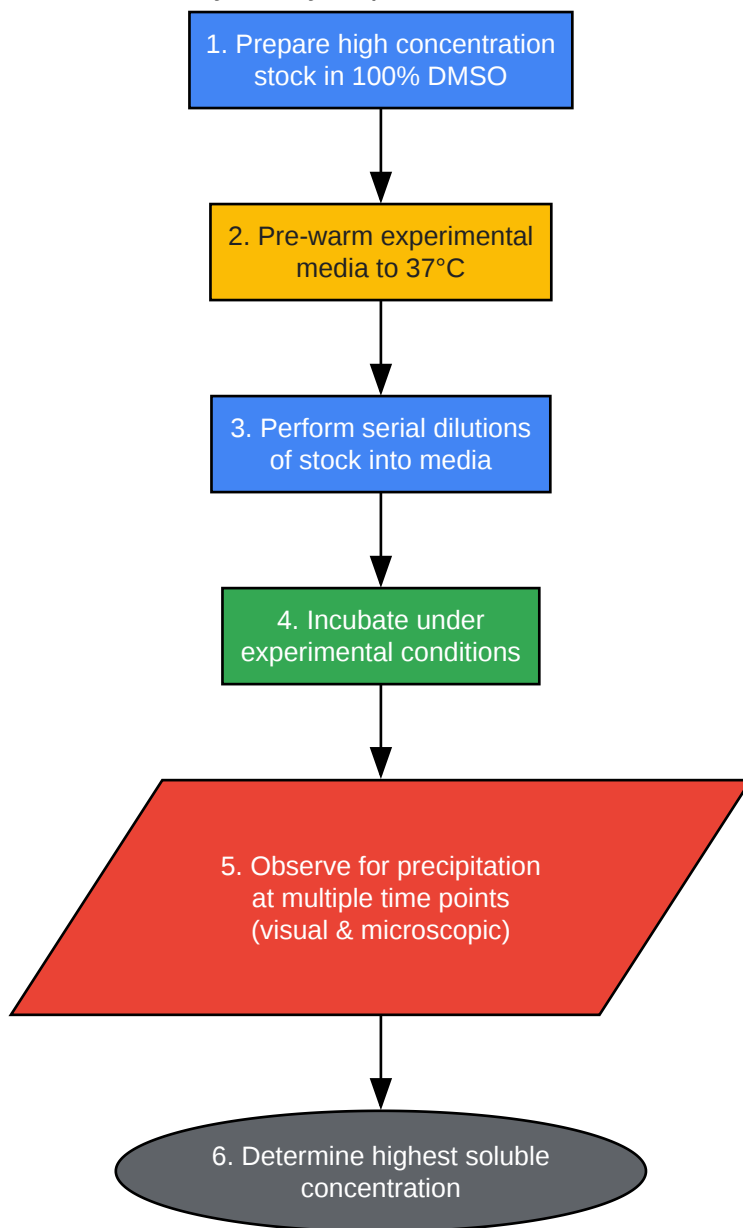 1. Prepare high concentration
stock in 100% DMSO
2. Pre-warm experimental
media to 37°C
3. Perform serial dilutions
of stock into media
4. Incubate under
experimental conditions
5. Observe for precipitation
at multiple time points
(visual & microscopic)
6. Determine highest soluble
concentration